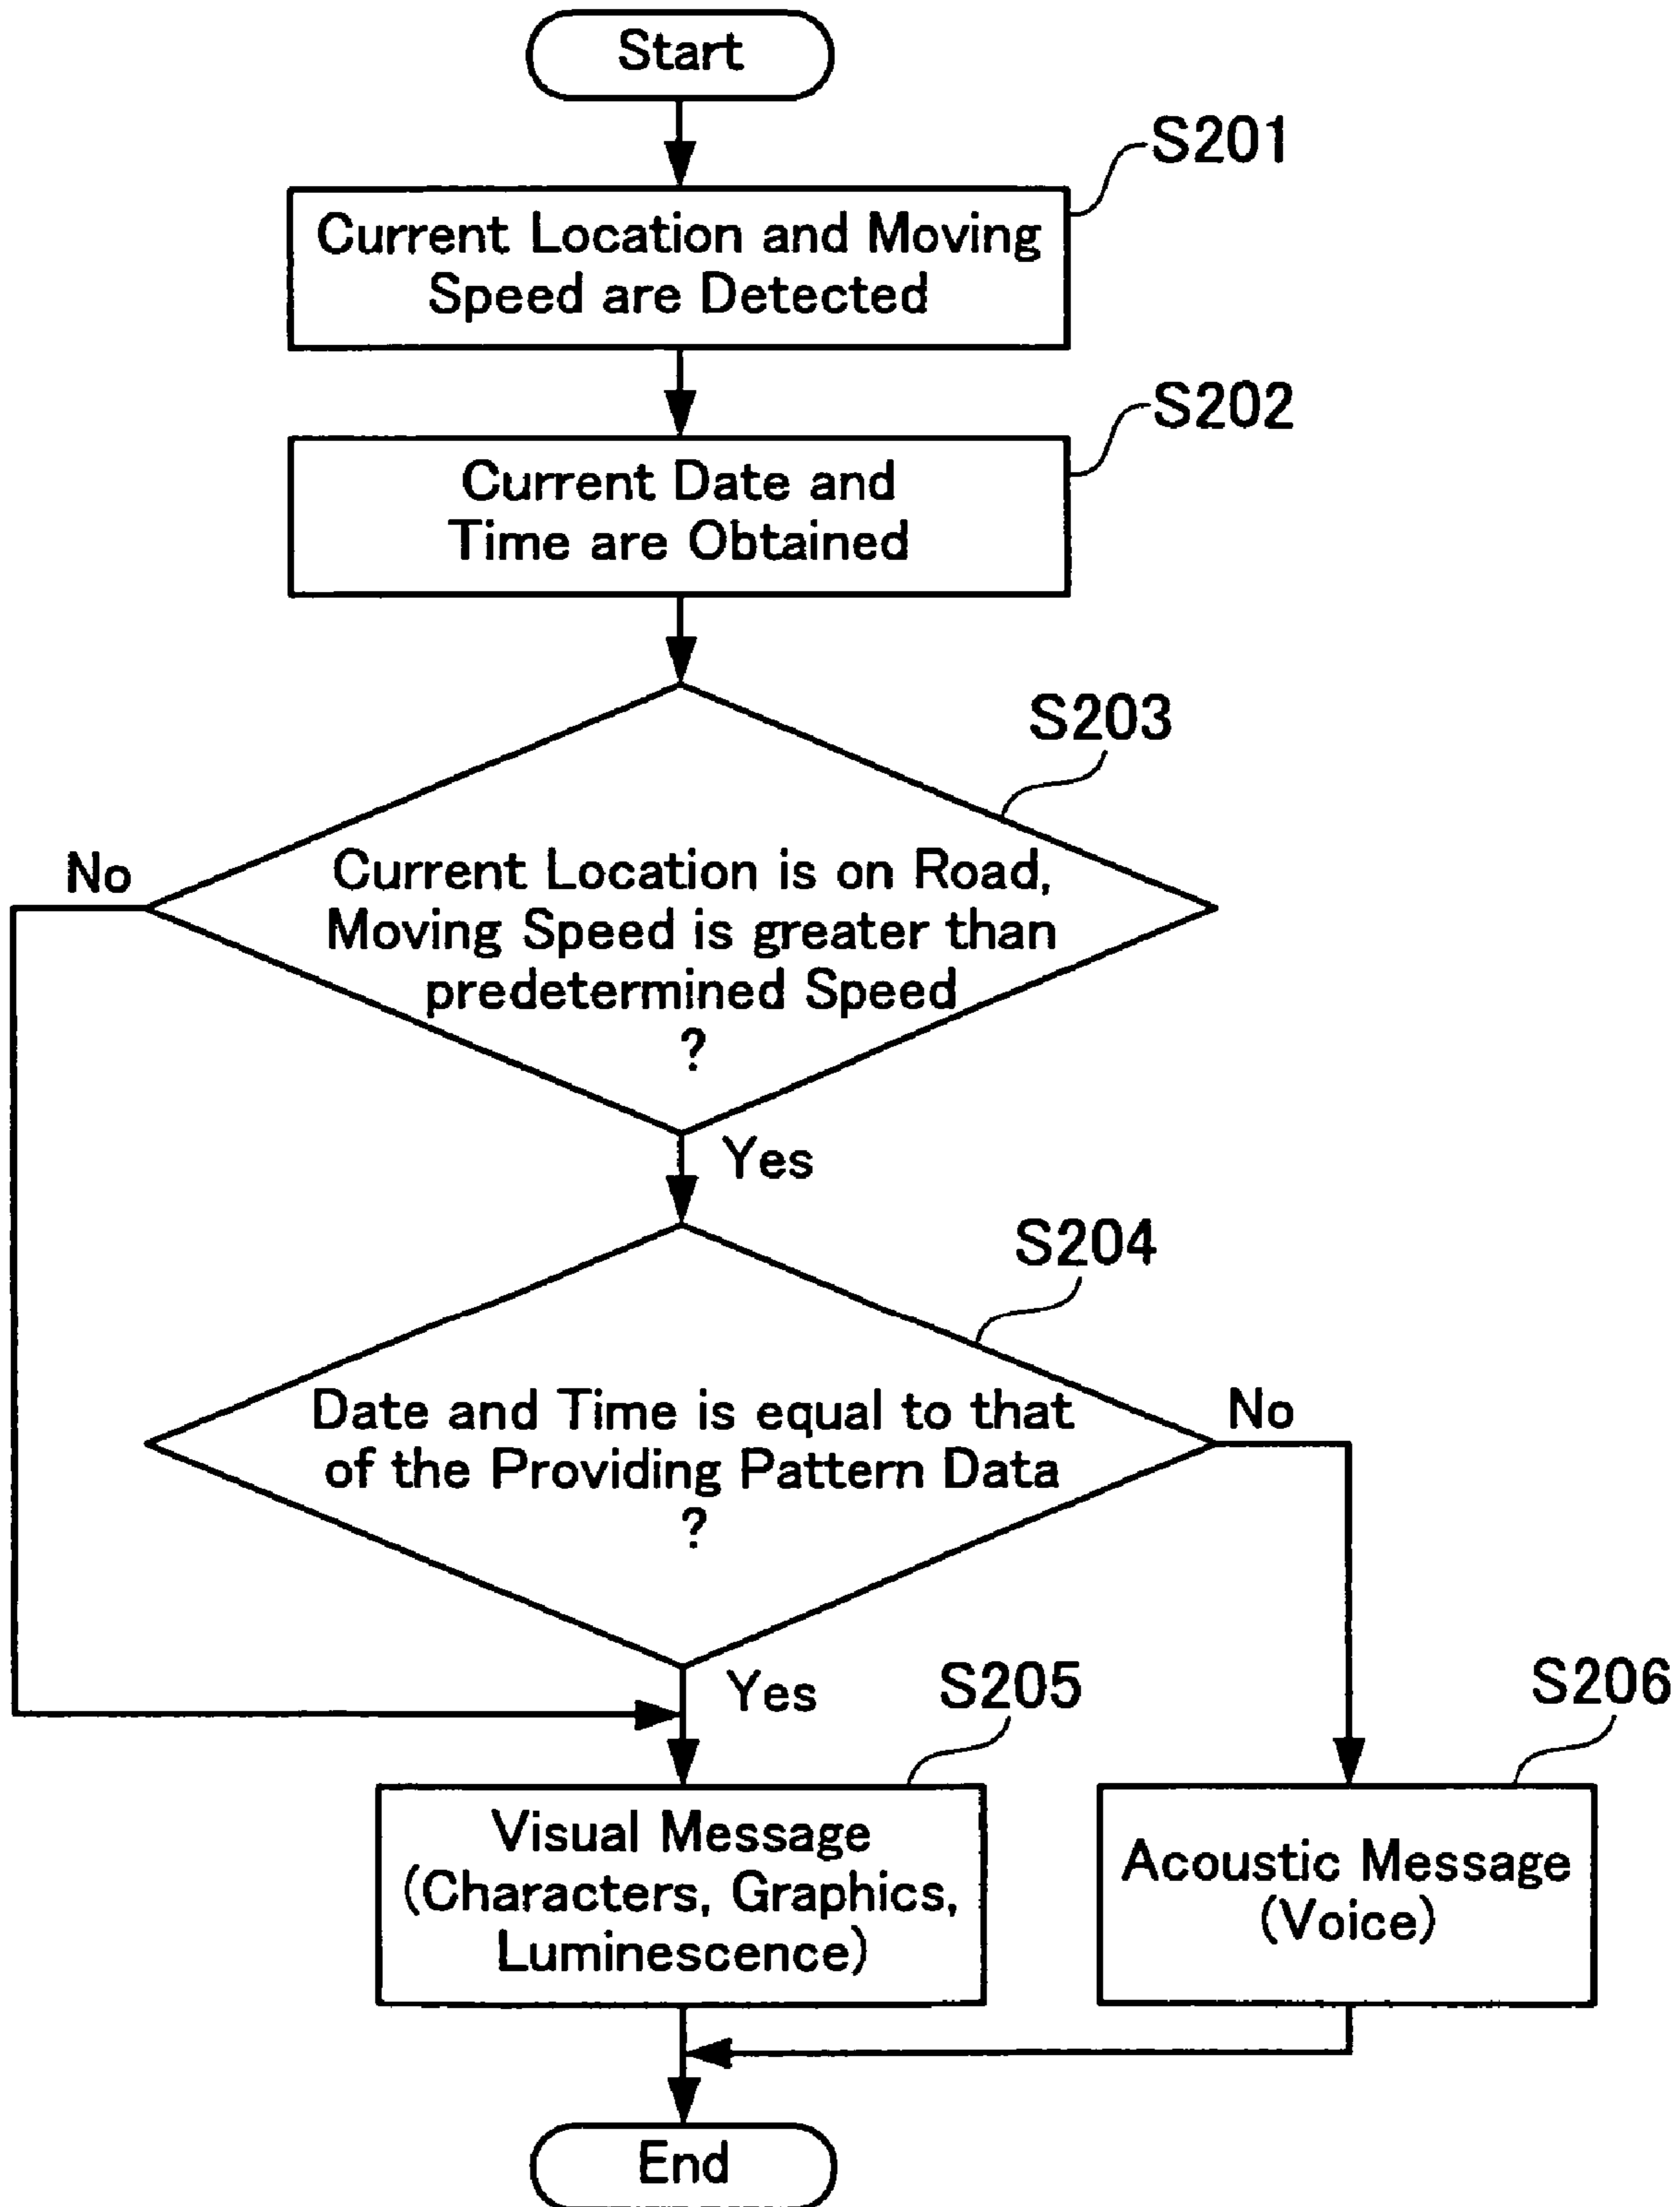 Start
S201
Current Location and Moving
Speed are Detected
S202
Current Date and
Time are Obtained
S203
No
Current Location is on Road,
Moving Speed is greater than
predetermined Speed
?
Yes
S204
Date and Time is equal to that
of the Providing Pattern Data
?
No
Yes
S205
S206
Visual Message
(Characters, Graphics,
Luminescence)
Acoustic Message
(Voice)
End